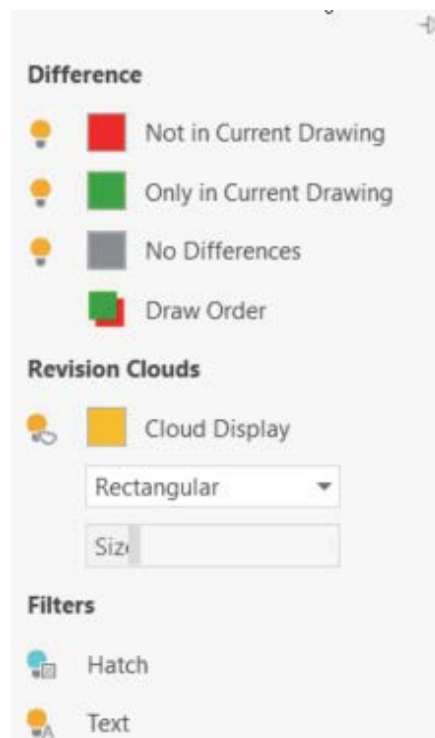 Difference
Not in Current Drawing
Only in Current Drawing
No Differences
Draw Order
Revision Clouds
Cloud Display
Rectangular
Filters
Hatch
Text